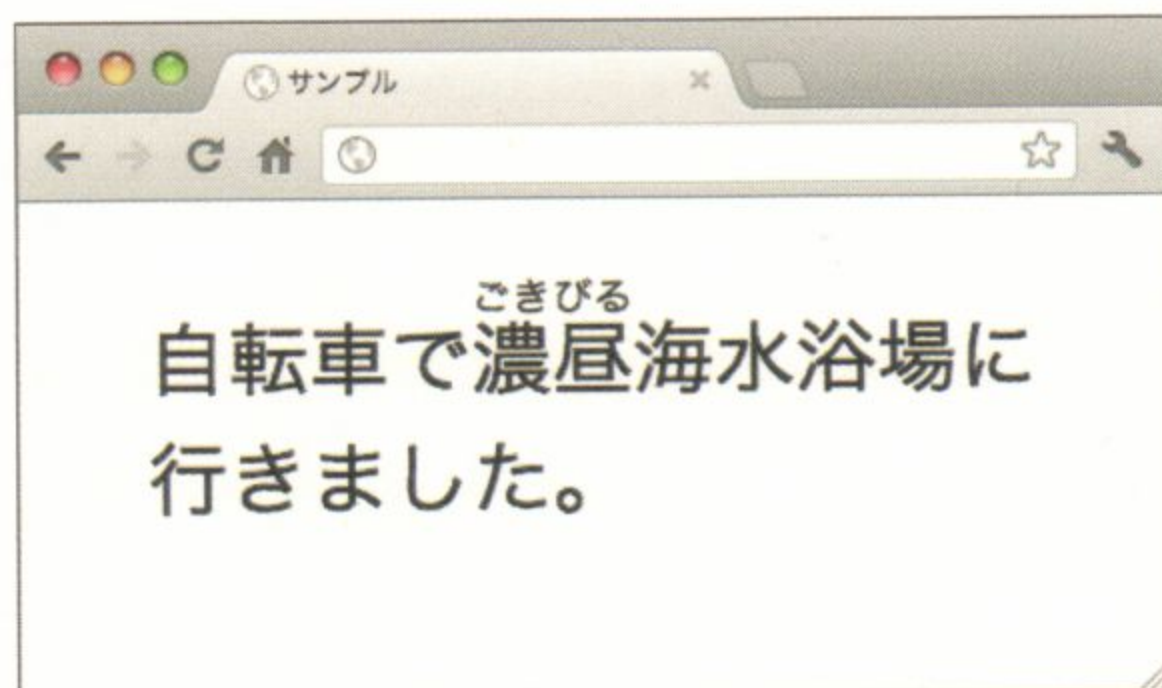 サンプル
ごきびる
自転車で濃昼海水浴場に
行きました。